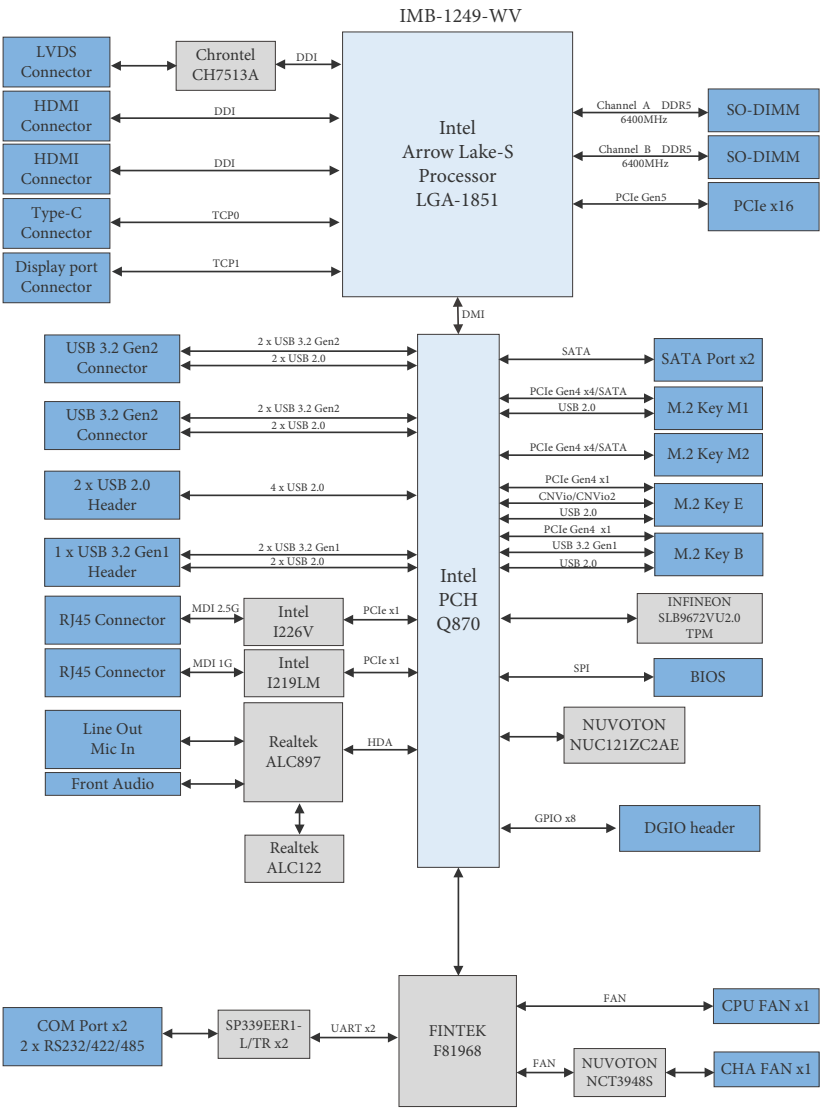 IMB-1249-WV
LVDS
Connector
Chrontel
CH7513A
DDI
HDMI
Connector
DDI
HDMI
Connector
DDI
Type-C
Connector
TCP0
Display port
Connector
TCP1
Intel
Arrow Lake-S
Processor
LGA-1851
Channel A DDR5
6400MHz
SO-DIMM
Channel B DDR5
6400MHz
SO-DIMM
PCIe Gen5
PCIe x16
DMI
USB 3.2 Gen2
Connector
2 x USB 3.2 Gen2
2 x USB 2.0
USB 3.2 Gen2
Connector
2 x USB 3.2 Gen2
2 x USB 2.0
2 x USB 2.0
Header
4 x USB 2.0
1 x USB 3.2 Gen1
Header
2 x USB 3.2 Gen1
2 x USB 2.0
RJ45 Connector
MDI 2.5G
Intel
I226V
PCIe x1
RJ45 Connector
MDI 1G
Intel
I219LM
PCIe x1
Line Out
Mic In
Front Audio
Realtek
ALC897
HDA
Realtek
ALC122
Intel
PCH
Q870
SATA
SATA Port x2
PCIe Gen4 x4/SATA
USB 2.0
M.2 Key M1
PCIe Gen4 x4/SATA
M.2 Key M2
PCIe Gen4 x1
CNVio/CNVio2
USB 2.0
M.2 Key E
PCIe Gen4 x1
USB 3.2 Gen1
USB 2.0
M.2 Key B
INFINEON
SLB9672VU2.0
TPM
SPI
BIOS
NUVOTON
NUC121ZC2AE
GPIO x8
DGIO header
COM Port x2
2 x RS232/422/485
SP339EER1-
L/TR x2
UART x2
FINTEK
F81968
FAN
CPU FAN x1
FAN
NUVOTON
NCT3948S
CHA FAN x1